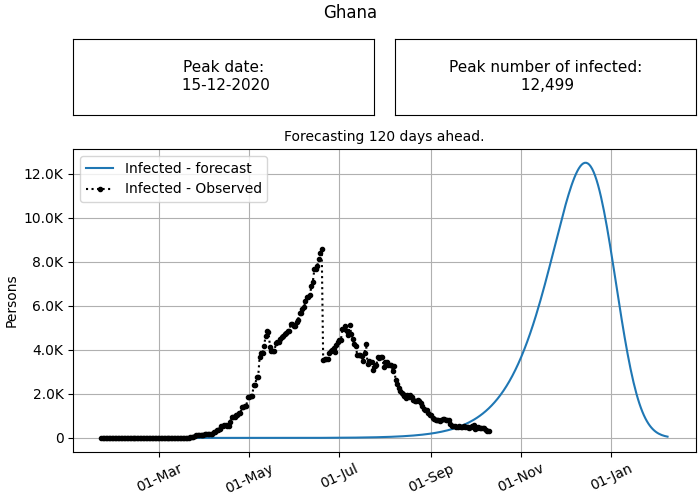 Ghana
Peak date:
15-12-2020
Peak number of infected:
12,499
Forecasting 120 days ahead.
Infected - forecast
Infected - Observed
12.0K
10.0K
8.0K
6.0K
4.0K
2.0K
0
Persons
01-Mar
01-May
01-Jul
01-Sep
01-Nov
01-Jan